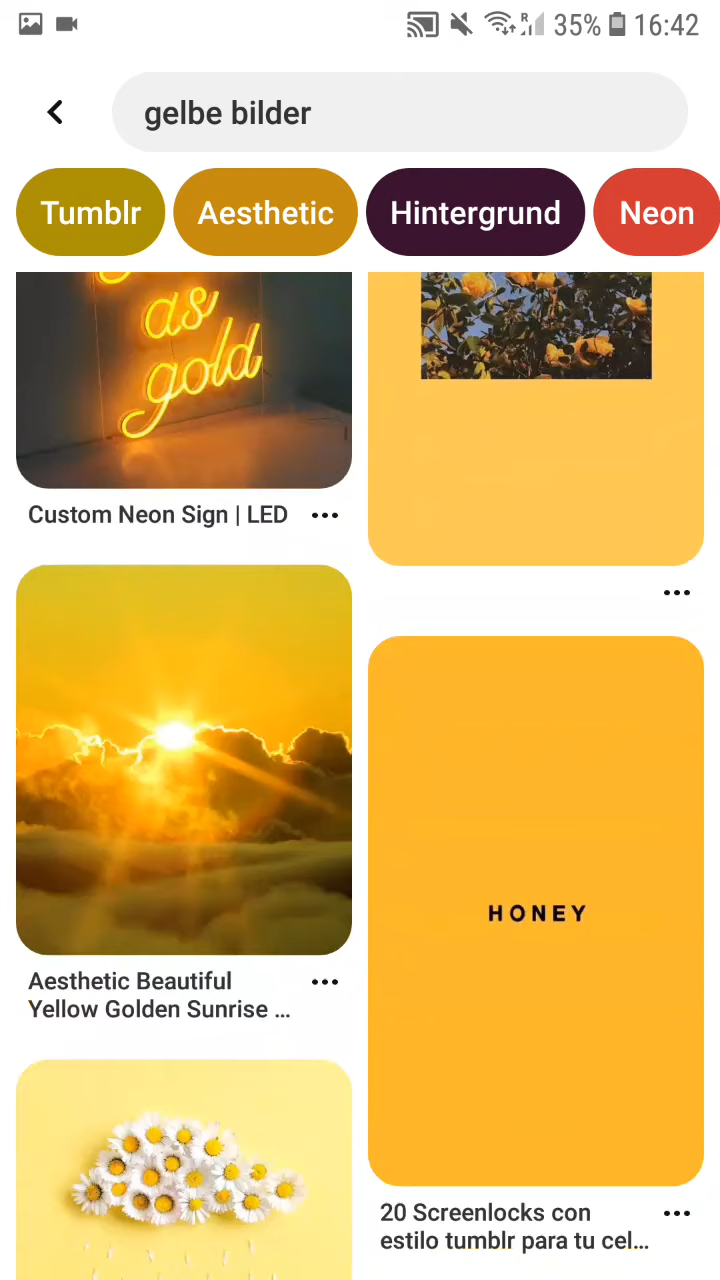 R 35% 16:42
gelbe bilder
Tumblr Aesthetic Hintergrund Neon
as
gold
Custom Neon Sign | LED
Aesthetic Beautiful
Yellow Golden Sunrise ...
HONEY
20 Screenlocks con
estilo tumblr para tu cel...